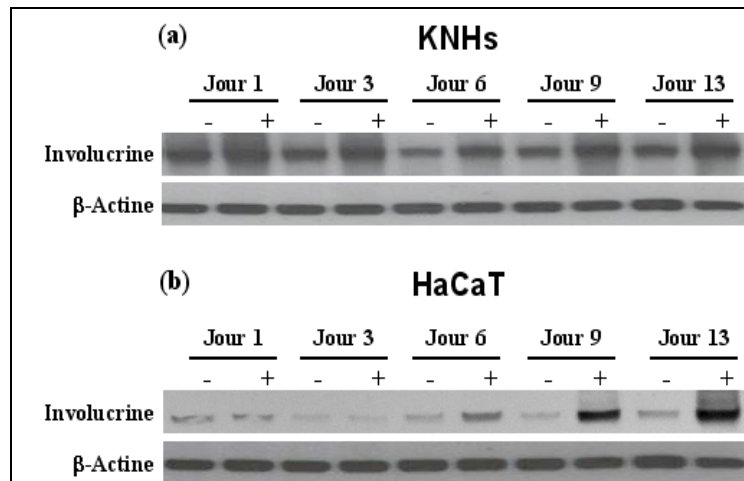 (a) KNHs
Jour 1 Jour 3 Jour 6 Jour 9 Jour 13
- + - + - + - + - +
Involucrine
β-Actine
(b) HaCaT
Jour 1 Jour 3 Jour 6 Jour 9 Jour 13
- + - + - + - + - +
Involucrine
β-Actine